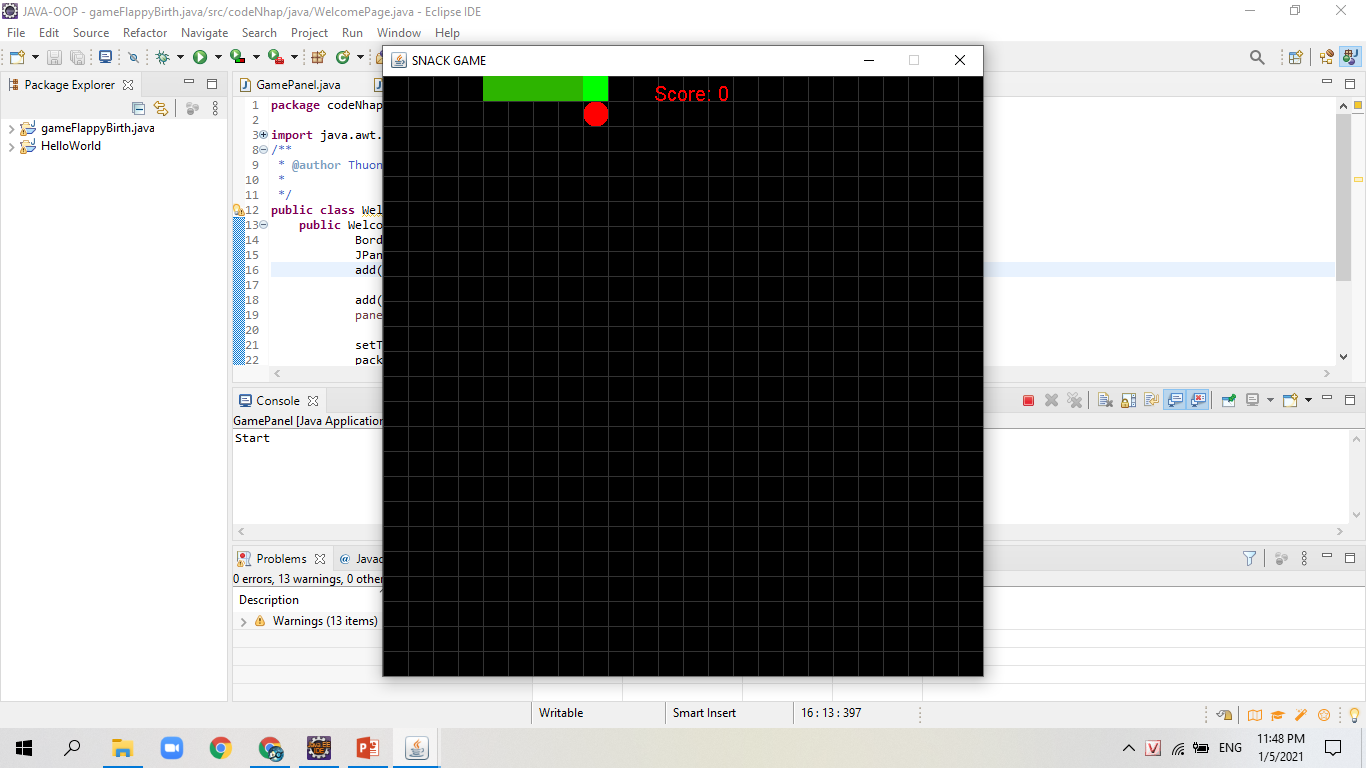 JAVA-OOP - gameFlappyBirth.java/src/codeNhap/java/WelcomePage.java - Eclipse IDE
File Edit Source Refactor Navigate Search Project Run Window Help
SNACK GAME
Score: 0
Package Explorer
gameFlappyBirth.java
HelloWorld
GamePanel.java
1 package codeNhap
2
3 import java.awt.
8 /**
9 * @author Thuon
10 *
11 */
12 public class Wel
13 public Welco
14 Bord
15 JPan
16 add(
17
18 add(
19 pane
20
21 setT
22 pack
Console
GamePanel [Java Application
Start
Problems
@ Javad
0 errors, 13 warnings, 0 other
Description
Warnings (13 items)
Writable Smart Insert 16 : 13 : 397
V ENG
11:48 PM
1/5/2021